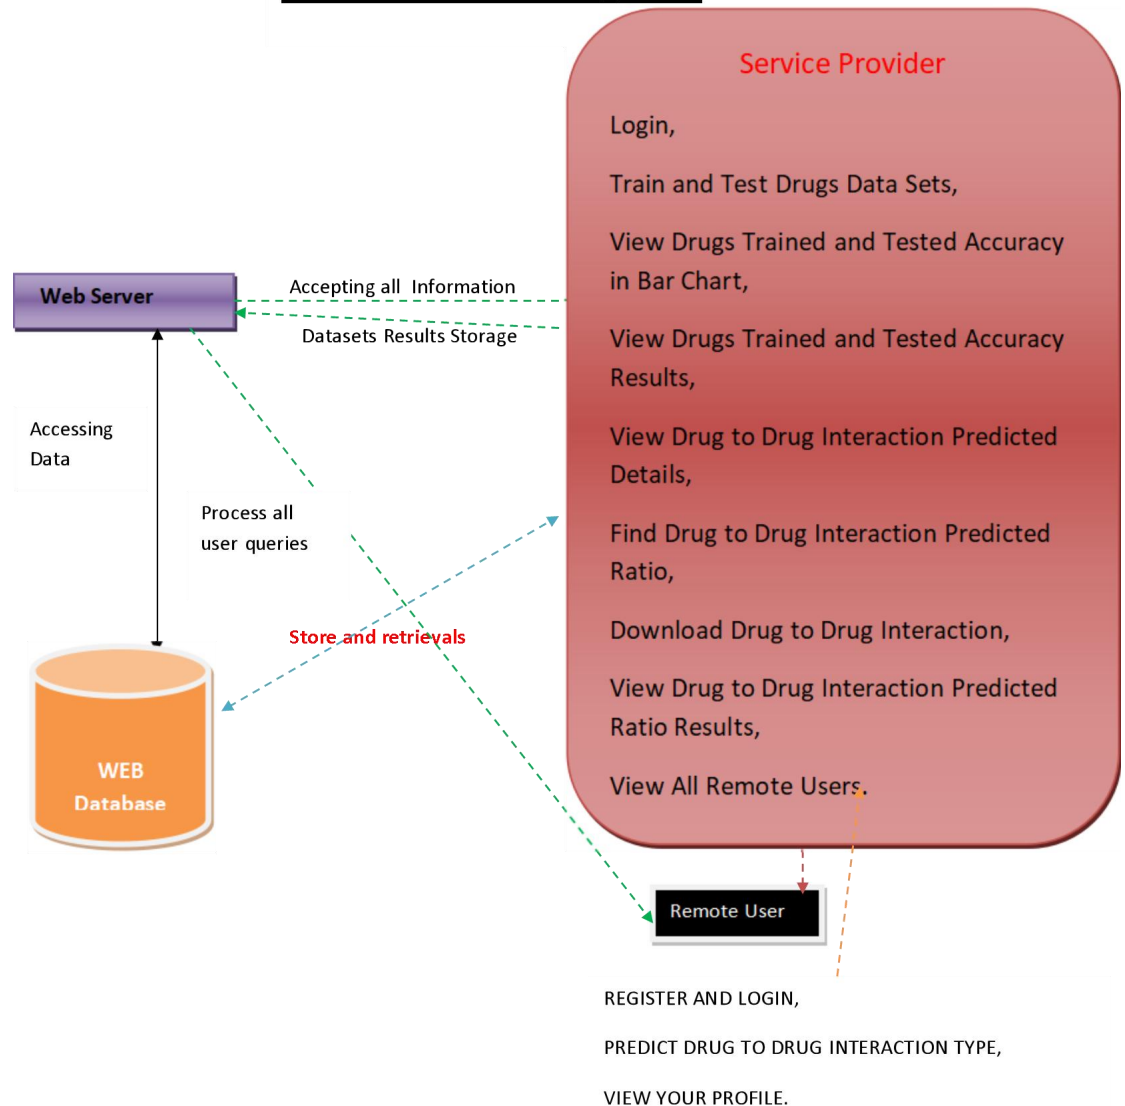 Service Provider
Login,
Train and Test Drugs Data Sets,
View Drugs Trained and Tested Accuracy
in Bar Chart,
View Drugs Trained and Tested Accuracy
Results,
View Drug to Drug Interaction Predicted
Details,
Find Drug to Drug Interaction Predicted
Ratio,
Download Drug to Drug Interaction,
View Drug to Drug Interaction Predicted
Ratio Results,
View All Remote Users.
Web Server
Accepting all Information
Datasets Results Storage
Accessing
Data
Process all
user queries
Store and retrievals
WEB
Database
Remote User
REGISTER AND LOGIN,
PREDICT DRUG TO DRUG INTERACTION TYPE,
VIEW YOUR PROFILE.